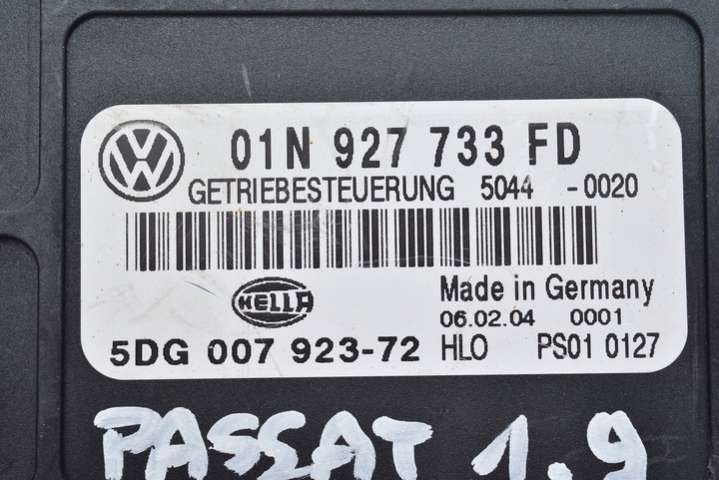 VW 01N 927 733 FD
GETRIEBESTEUERUNG 5044 -0020
HELLA Made in Germany
06.02.04 0001
5DG 007 923-72 HLO PS01 0127
PASSAT 1.9